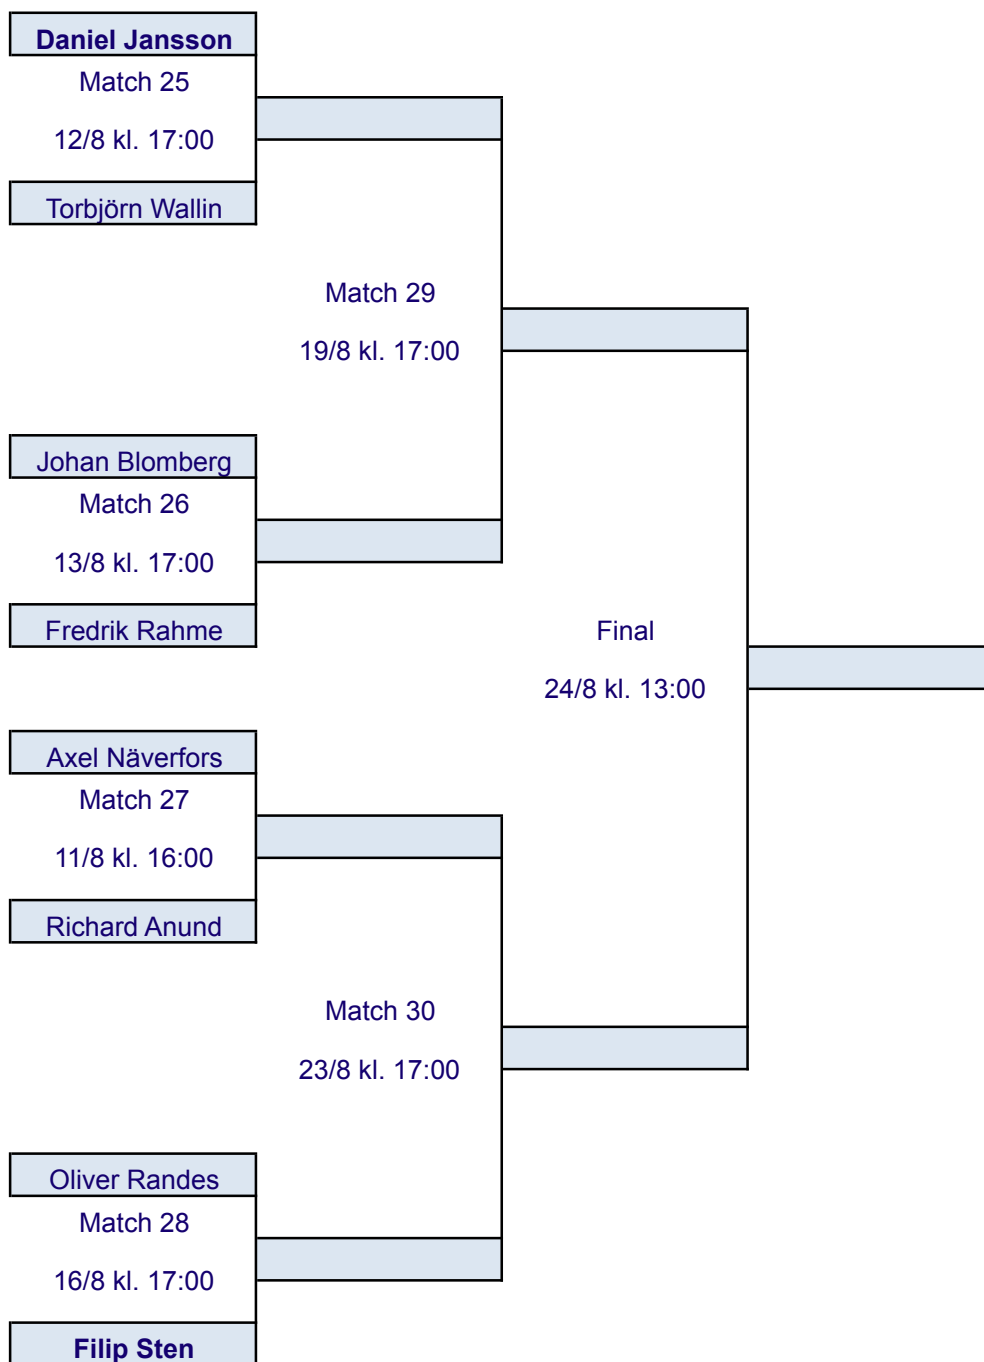 Daniel Jansson
Match 25
12/8 kl. 17:00
Torbjörn Wallin
Match 29
19/8 kl. 17:00
Johan Blomberg
Match 26
13/8 kl. 17:00
Fredrik Rahme
Final
24/8 kl. 13:00
Axel Näverfors
Match 27
11/8 kl. 16:00
Richard Anund
Match 30
23/8 kl. 17:00
Oliver Randes
Match 28
16/8 kl. 17:00
Filip Sten